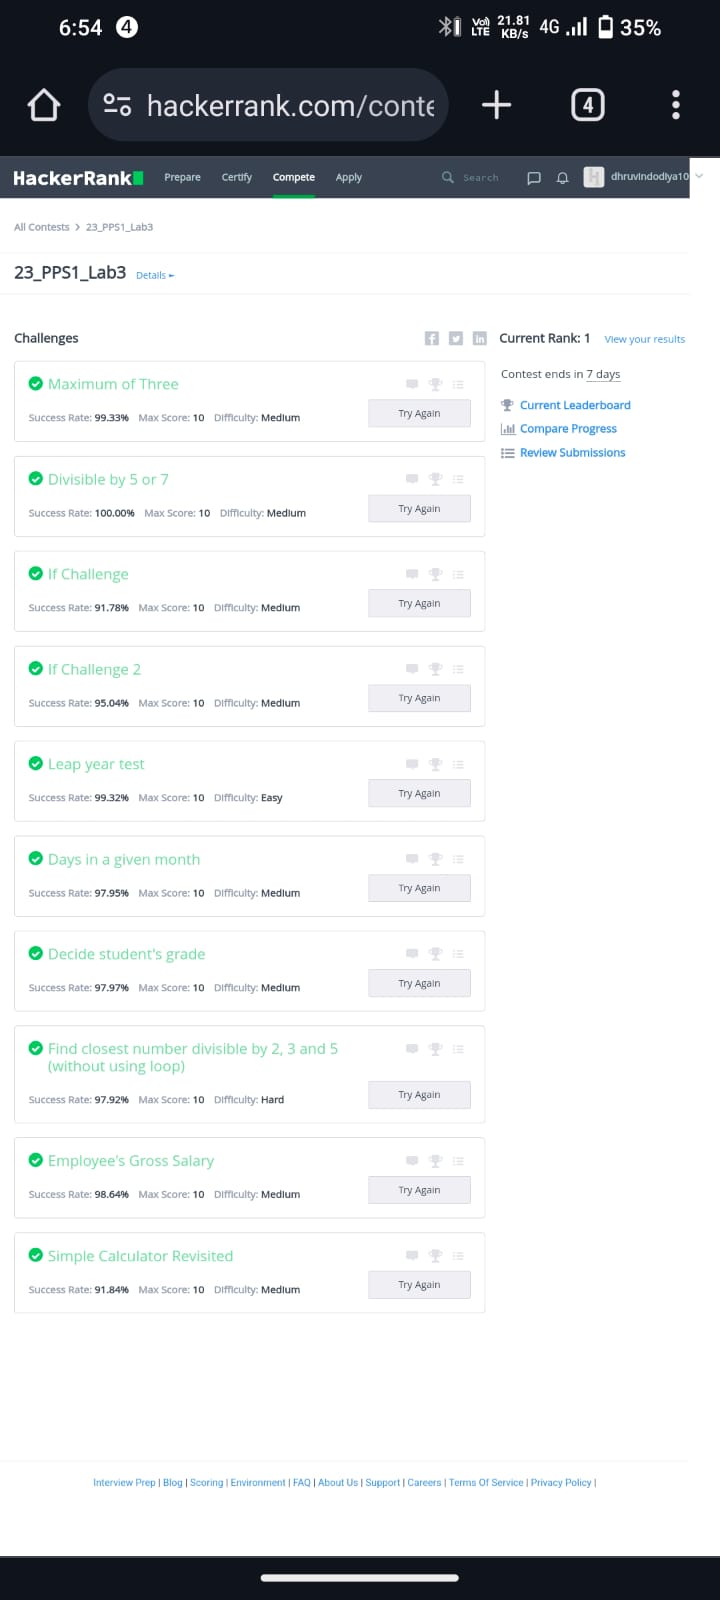 6:54 4 Vo) LTE 21.81 KB/s 4G 35%
hackerrank.com/conte 4
HackerRank Prepare Certify Compete Apply Search H dhruvindodiya10
All Contests > 23_PPS1_Lab3
23_PPS1_Lab3 Details
Challenges
Current Rank: 1 View your results
Contest ends in 7 days
Current Leaderboard
Compare Progress
Review Submissions
Maximum of Three
Success Rate: 99.33% Max Score: 10 Difficulty: Medium Try Again
Divisible by 5 or 7
Success Rate: 100.00% Max Score: 10 Difficulty: Medium Try Again
If Challenge
Success Rate: 91.78% Max Score: 10 Difficulty: Medium Try Again
If Challenge 2
Success Rate: 95.04% Max Score: 10 Difficulty: Medium Try Again
Leap year test
Success Rate: 99.32% Max Score: 10 Difficulty: Easy Try Again
Days in a given month
Success Rate: 97.95% Max Score: 10 Difficulty: Medium Try Again
Decide student's grade
Success Rate: 97.97% Max Score: 10 Difficulty: Medium Try Again
Find closest number divisible by 2, 3 and 5
(without using loop)
Success Rate: 97.92% Max Score: 10 Difficulty: Hard Try Again
Employee's Gross Salary
Success Rate: 98.64% Max Score: 10 Difficulty: Medium Try Again
Simple Calculator Revisited
Success Rate: 91.84% Max Score: 10 Difficulty: Medium Try Again
Interview Prep | Blog | Scoring | Environment | FAQ | About Us | Support | Careers | Terms Of Service | Privacy Policy |